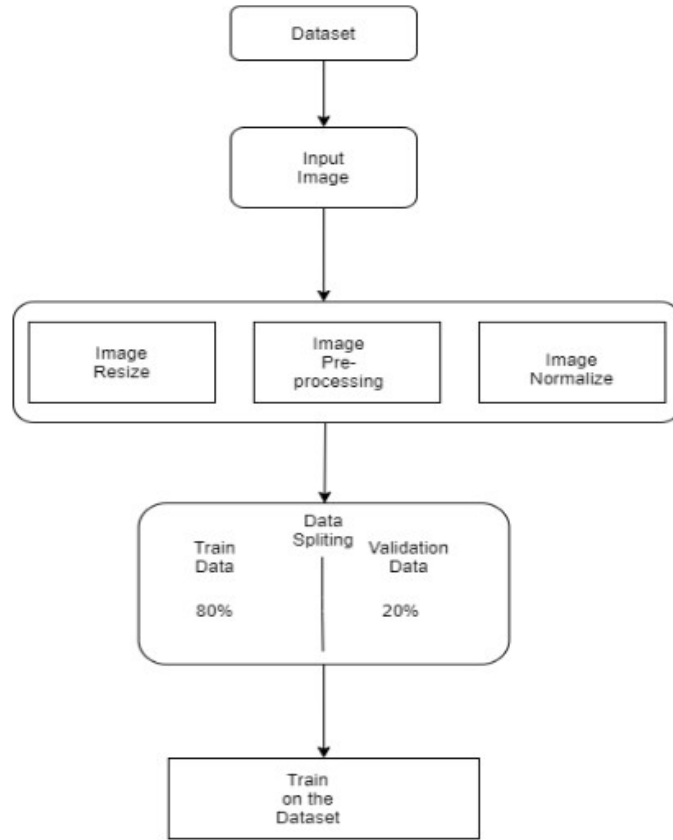 Dataset
Input
Image
Image
Resize
Image
Pre-
processing
Image
Normalize
Data
Spliting
Train
Data
Validation
Data
80%
20%
Train
on the
Dataset